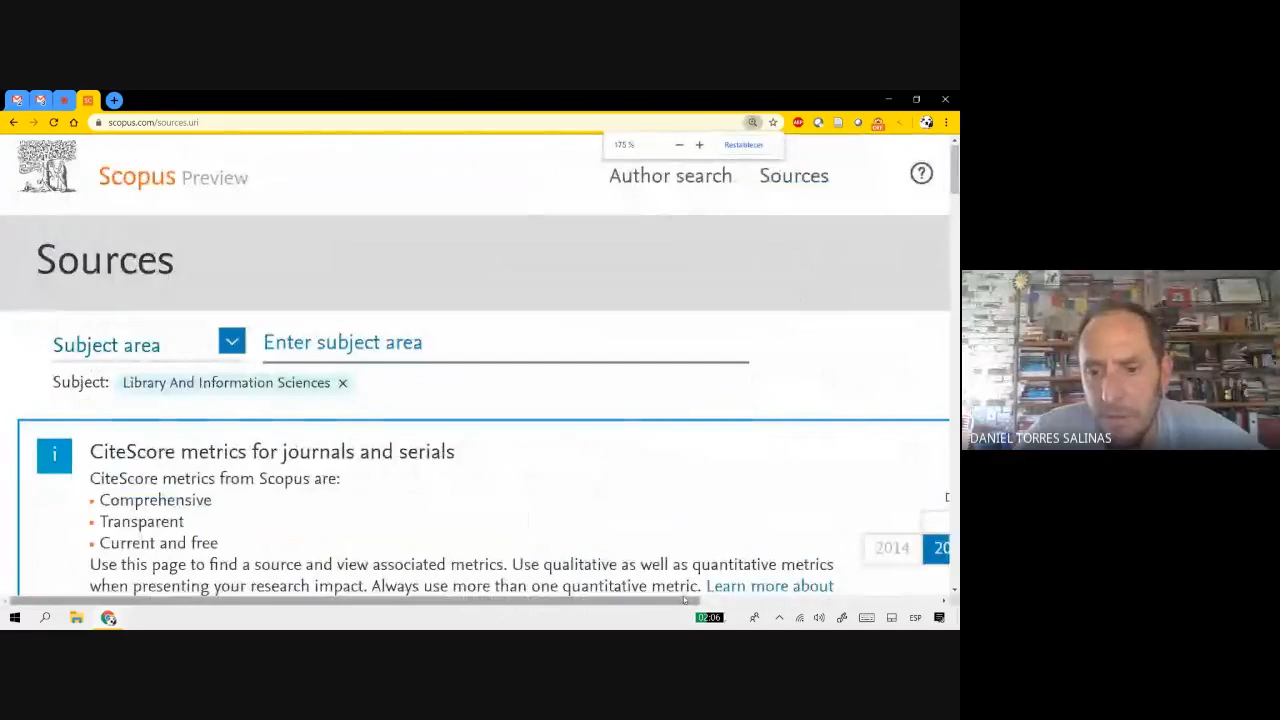 scopus.com/sources.uri
175 %
Restablecer
Scopus Preview
Author search Sources
Sources
Subject area
Enter subject area
Subject: Library And Information Sciences ×
CiteScore metrics for journals and serials
CiteScore metrics from Scopus are:
Comprehensive
Transparent
Current and free
Use this page to find a source and view associated metrics. Use qualitative as well as quantitative metrics
when presenting your research impact. Always use more than one quantitative metric. Learn more about
2014
20
02:06
ESP
DANIEL TORRES SALINAS